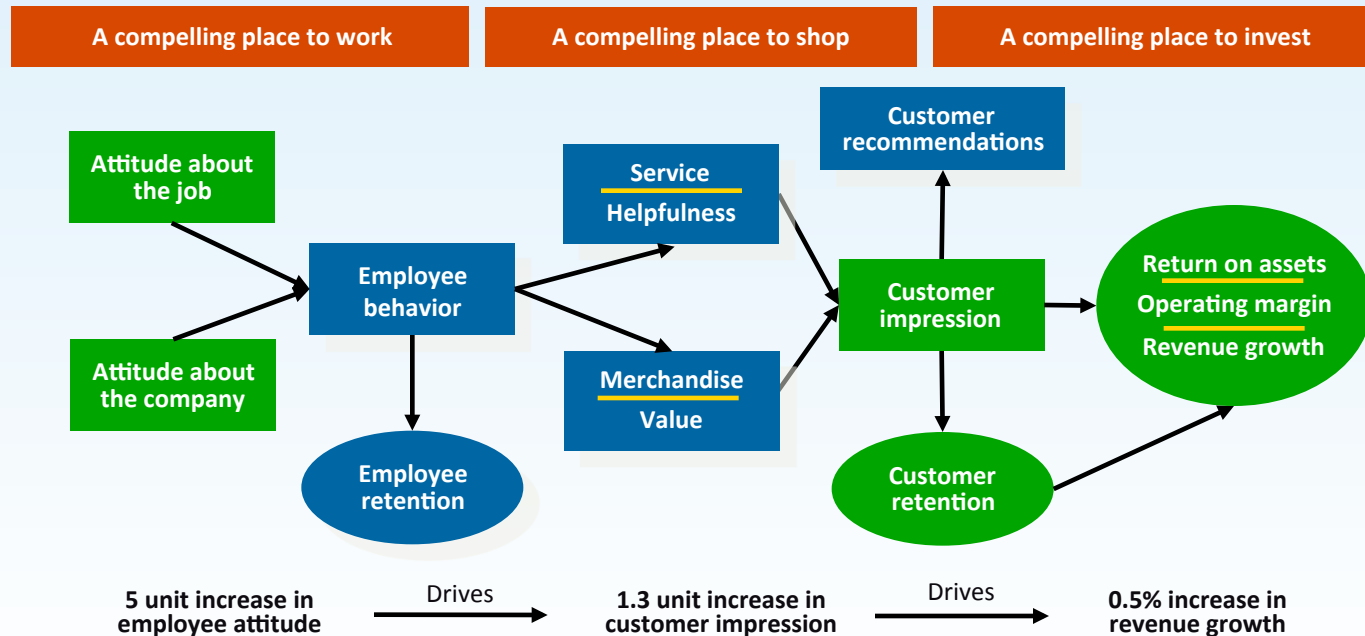 A compelling place to work
A compelling place to shop
A compelling place to invest
Attitude about
the job
Attitude about
the company
Employee
behavior
Employee
retention
Service
Helpfulness
Merchandise
Value
Customer
recommendations
Customer
impression
Customer
retention
Return on assets
Operating margin
Revenue growth
5 unit increase in
employee attitude
Drives
1.3 unit increase in
customer impression
Drives
0.5% increase in
revenue growth